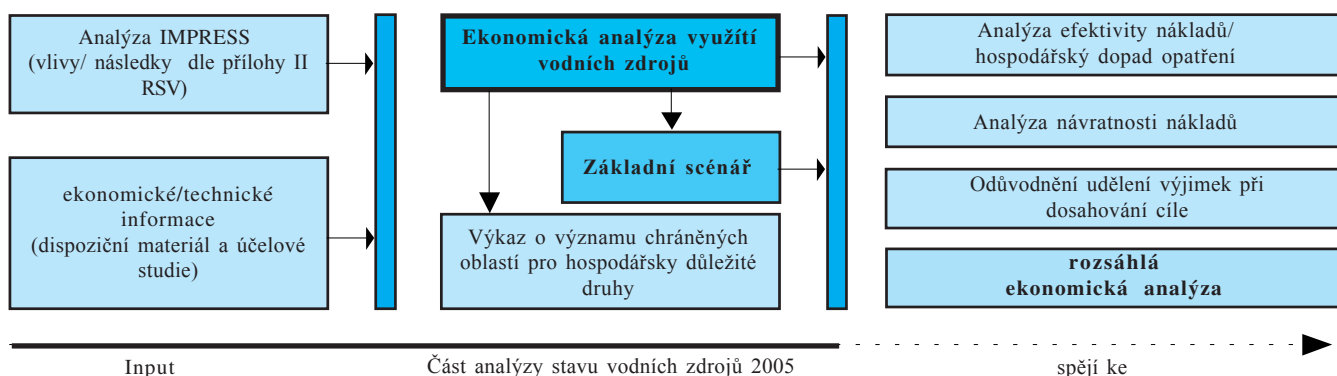 Analýza IMPRESS
(vlivy/ následky dle přílohy II
RSV)
ekonomické/technické
informace
(dispoziční materiál a účelové
studie)
Ekonomická analýza využítí
vodních zdrojů
Základní scénář
Výkaz o významu chráněných
oblastí pro hospodářsky důležité
druhy
Analýza efektivity nákladů/
hospodářský dopad opatření
Analýza návratnosti nákladů
Odůvodnění udělení výjimek při
dosahování cíle
rozsáhlá
ekonomická analýza
Input
Část analýzy stavu vodních zdrojů 2005
spějí ke